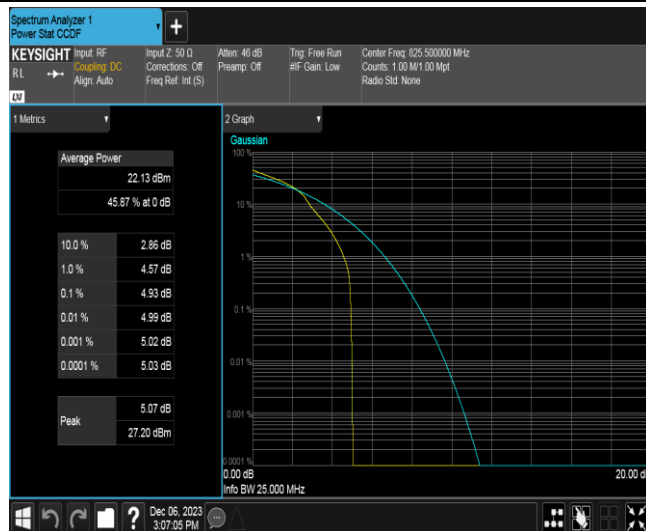 Spectrum Analyzer 1
Power Stat CCDF
KEYSIGHT
Input: RF
Input Z: 50 Ω
Atten: 46 dB
Trig: Free Run
Center Freq: 825.500000 MHz
RL
Coupling: DC
Corrections: Off
Preamp: Off
#IF Gain: Low
Counts: 1.00 M/1.00 Mpt
Align: Auto
Freq Ref: Int (S)
Radio Std: None
1 Metrics
Average Power
22.13 dBm
45.87 % at 0 dB
10.0 % 2.86 dB
1.0 % 4.57 dB
0.1 % 4.93 dB
0.01 % 4.99 dB
0.001 % 5.02 dB
0.0001 % 5.03 dB
Peak
5.07 dB
27.20 dBm
2 Graph
Gaussian
100 %
10 %
1 %
0.1 %
0.01 %
0.001 %
0.0001 %
0.00 dB
Info BW 25.000 MHz
Dec 06, 2023
3:07:05 PM